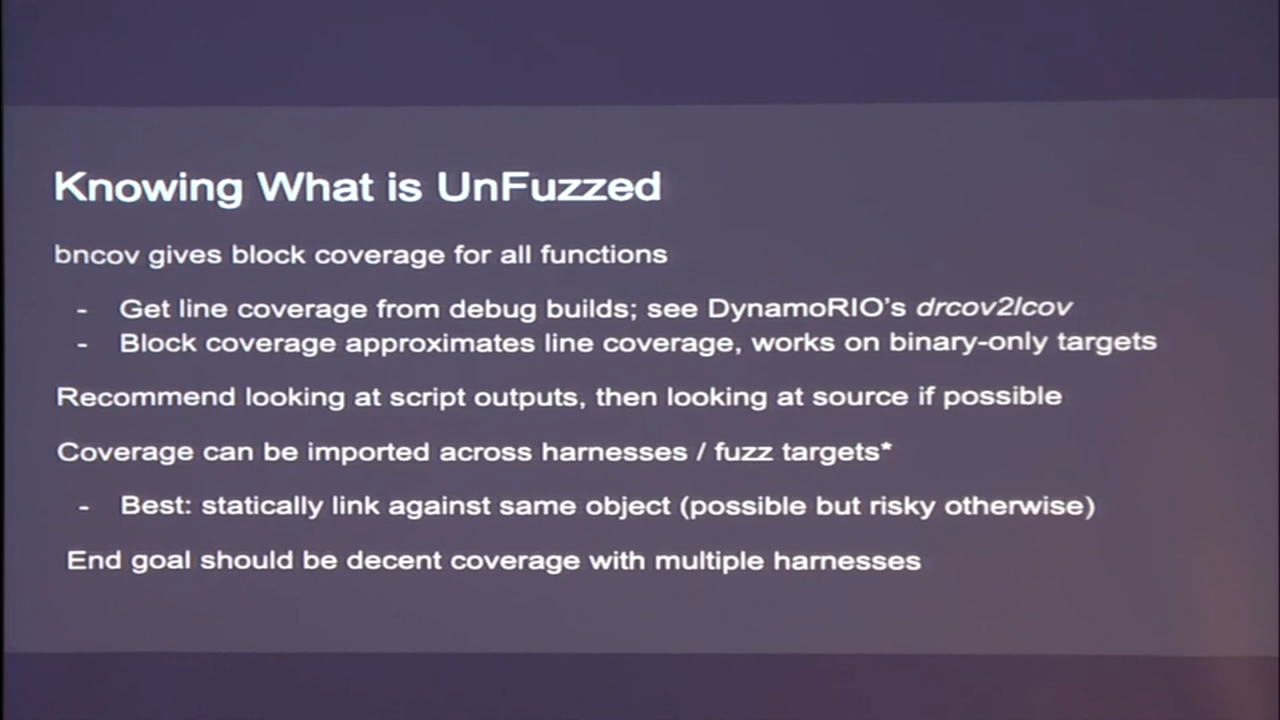 Knowing What is UnFuzzed
bncov gives block coverage for all functions
- Get line coverage from debug builds; see DynamoRIO's drcov2lcov
- Block coverage approximates line coverage, works on binary-only targets
Recommend looking at script outputs, then looking at source if possible
Coverage can be imported across harnesses / fuzz targets*
- Best: statically link against same object (possible but risky otherwise)
End goal should be decent coverage with multiple harnesses